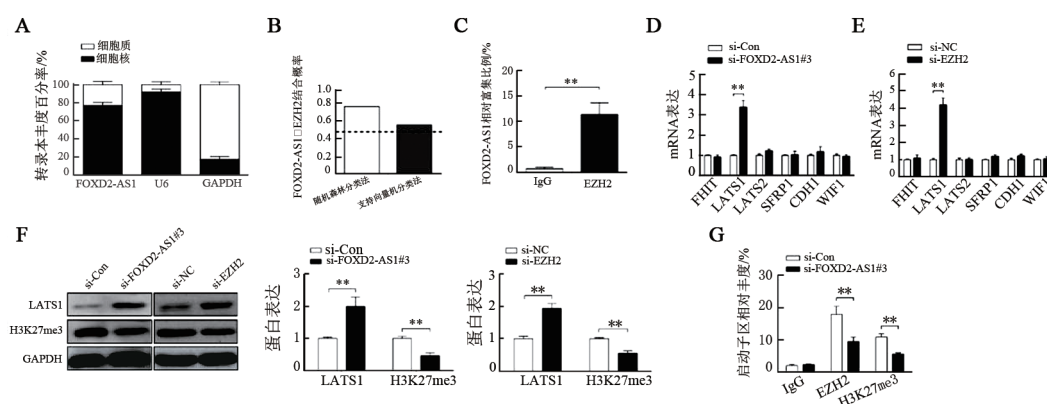 A
细胞质
细胞核
转录本丰度百分率/%
100
80
60
40
20
0
FOXD2-AS1 U6 GAPDH
B
FOXD2-AS1□EZH2结合概率
1.0
0.8
0.6
0.4
0.2
0.4
随机森林分类法
支持向量机分类法
C
FOXD2-AS1相对富集比例/%
20
15
10
5
0
**
IgG EZH2
D
si-Con
si-FOXD2-AS1#3
mRNA表达
5
4
3
2
1
0
**
FHIT LATS1 LATS2 SFRP1 CDH1 WIF1
E
si-NC
si-EZH2
mRNA表达
5
4
3
2
1
0
**
FHIT LATS1 LATS2 SFRP1 CDH1 WIF1
F
si-Con si-FOXD2-AS1#3 si-NC si-EZH2
LATS1
H3K27me3
GAPDH
si-Con
si-FOXD2-AS1#3
蛋白表达
3
2
1
0
** **
LATS1 H3K27me3
si-NC
si-EZH2
蛋白表达
3
2
1
0
** **
LATS1 H3K27me3
G
si-Con
si-FOXD2-AS1#3
启动子区相对丰度/%
30
20
10
0
** **
IgG EZH2 H3K27me3